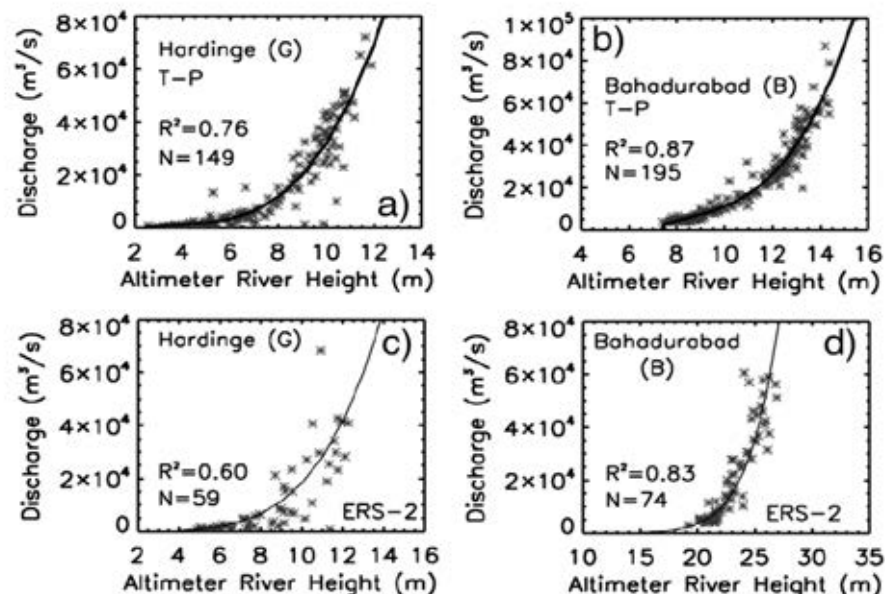 8×10⁴
6×10⁴
4×10⁴
2×10⁴
0
Discharge (m³/s)
Hardinge (G)
T-P
R²=0.76
N=149
a)
2 4 6 8 10 12 14
Altimeter River Height (m)
1×10⁵
8×10⁴
6×10⁴
4×10⁴
2×10⁴
0
Discharge (m³/s)
b)
Bahadurabad (B)
T-P
R²=0.87
N=195
4 6 8 10 12 14 16
Altimeter River Height (m)
8×10⁴
6×10⁴
4×10⁴
2×10⁴
0
Discharge (m³/s)
Hardinge (G)
c)
R²=0.60
N=59
ERS-2
2 4 6 8 10 12 14 16
Altimeter River Height (m)
8×10⁴
6×10⁴
4×10⁴
2×10⁴
0
Discharge (m³/s)
Bahadurabad
(B)
d)
R²=0.83
N=74
ERS-2
10 15 20 25 30 35
Altimeter River Height (m)